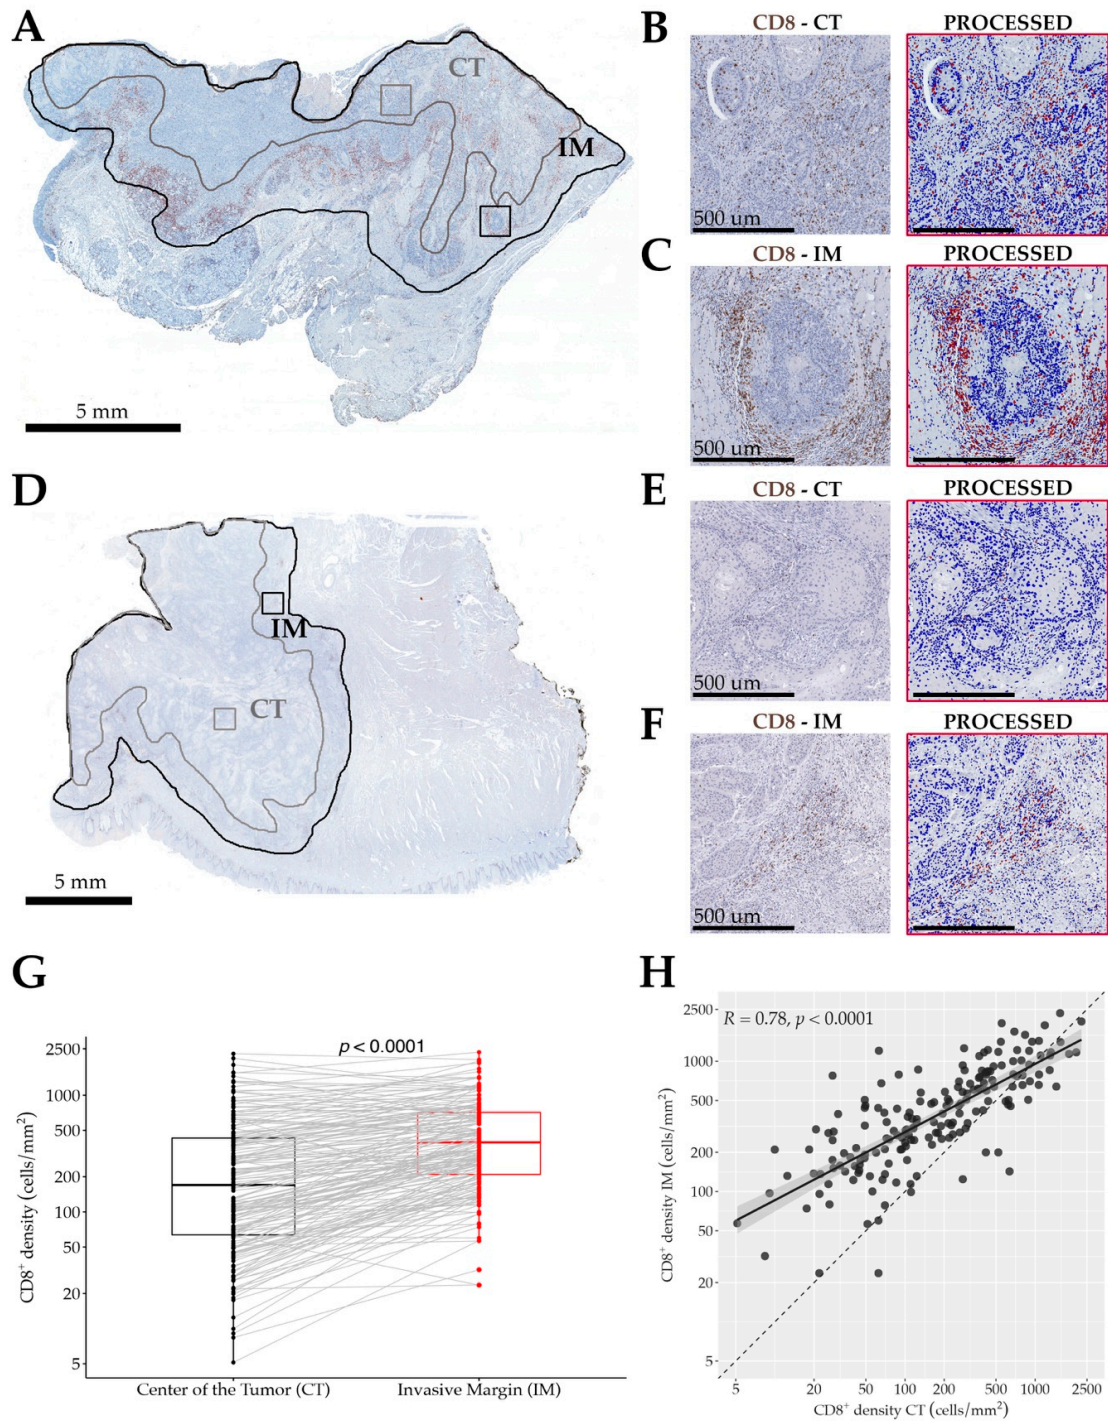 A
CT
IM
5 mm
B
CD8 - CT
PROCESSED
500 um
C
CD8 - IM
PROCESSED
500 um
D
IM
CT
5 mm
E
CD8 - CT
PROCESSED
500 um
F
CD8 - IM
PROCESSED
500 um
G
p < 0.0001
2500
1000
500
200
100
50
20
5
CD8⁺ density (cells/mm²)
Center of the Tumor (CT)
Invasive Margin (IM)
H
R = 0.78, p < 0.0001
2500
1000
500
200
100
50
20
5
CD8⁺ density IM (cells/mm²)
5 20 50 100 200 500 1000 2500
CD8⁺ density CT (cells/mm²)